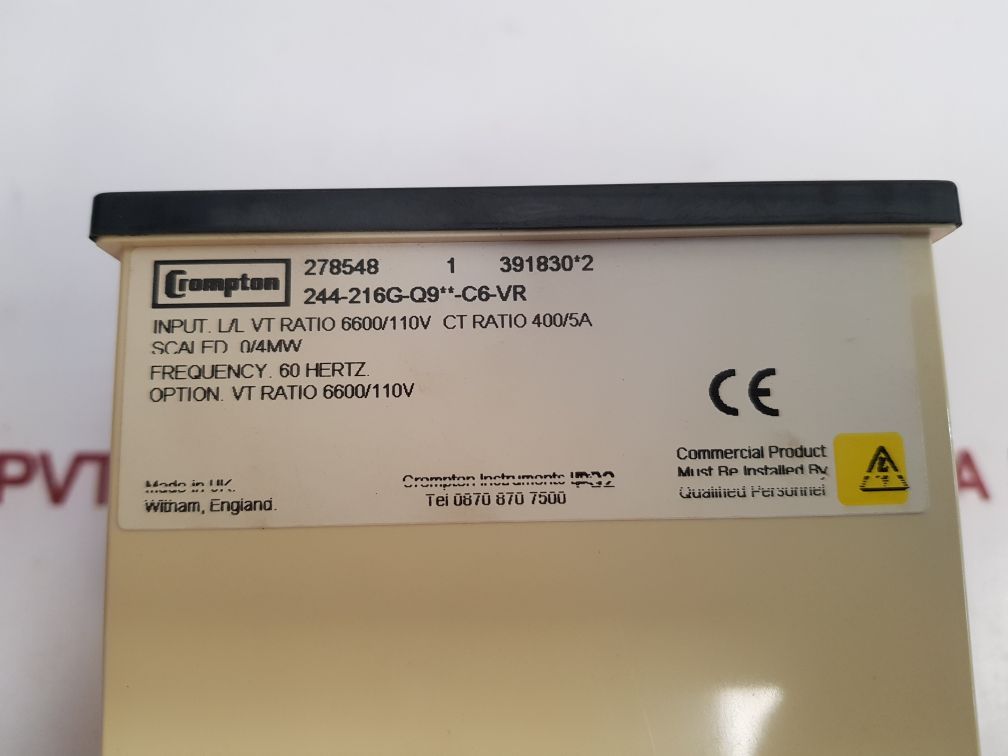 Crompton
278548 1 391830*2
244-216G-Q9**-C6-VR
INPUT. L/L VT RATIO 6600/110V CT RATIO 400/5A
SCALED 0/4MW
FREQUENCY. 60 HERTZ.
OPTION. VT RATIO 6600/110V
CE
Commercial Product
Must Be Installed By
Qualified Personnel
Made in UK.
Witham, England.
Crompton Instruments
Tel 0870 870 7500
PVT
A